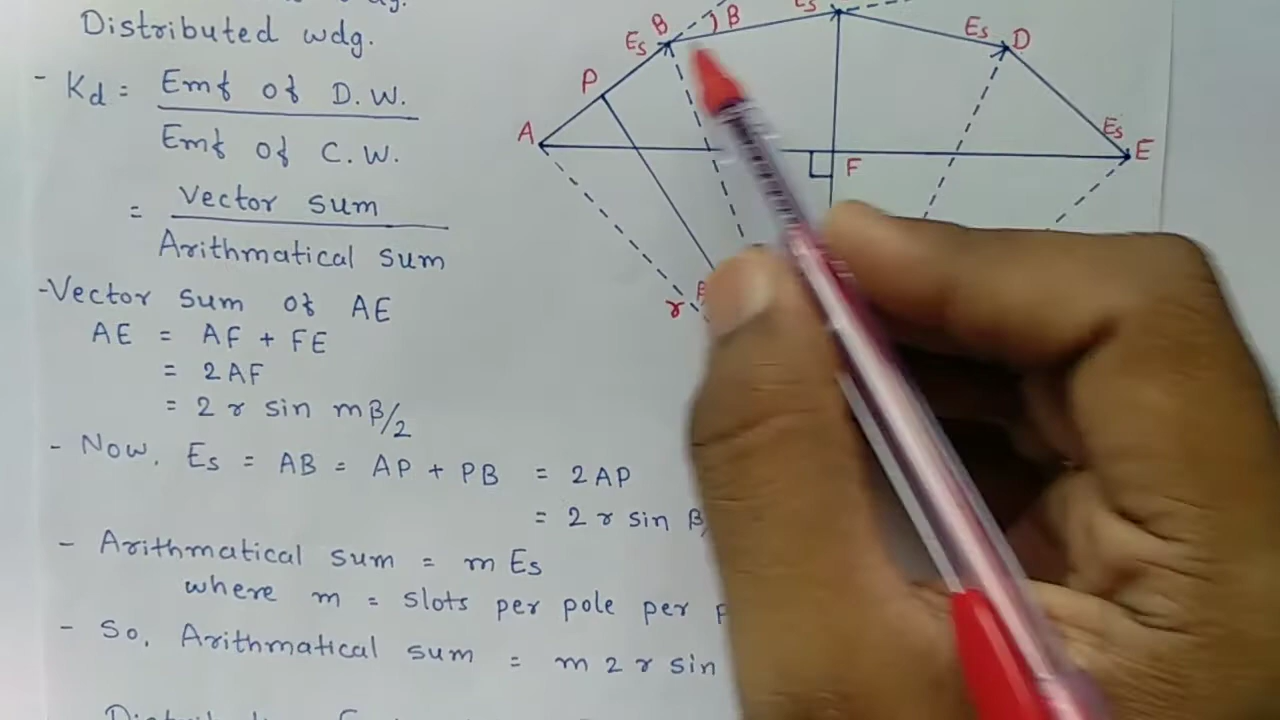 Distributed wdg.
- Kd = Emf of D.W.
Emf of C.W.
= Vector sum
Arithmatical sum
- Vector sum of AE
AE = AF + FE
= 2AF
= 2 r sin mβ/2
- Now, Es = AB = AP + PB = 2AP
= 2 r sin β/
- Arithmatical sum = m Es
where m = slots per pole per
- So, Arithmatical sum = m 2 r sin
Es B β Es Es D
P
A Es E
F
r